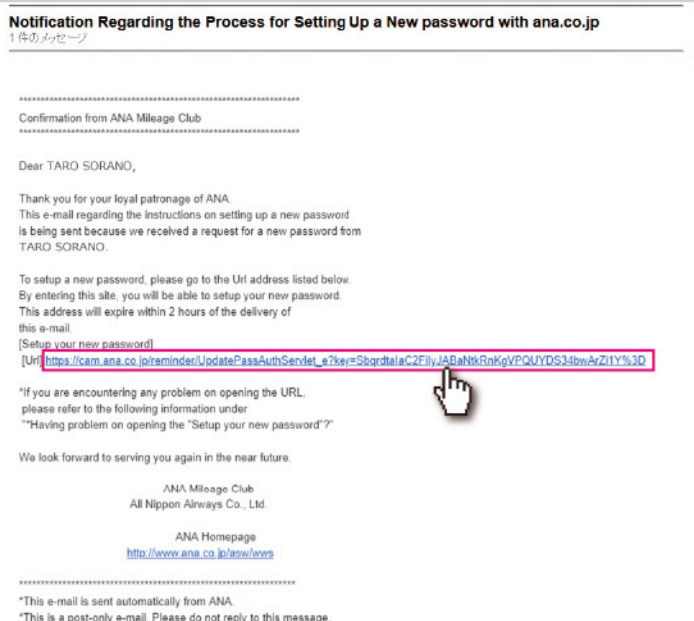 Notification Regarding the Process for Setting Up a New password with ana.co.jp
1 件のメッセージ
****************************************************************
Confirmation from ANA Mileage Club
****************************************************************
Dear TARO SORANO,
Thank you for your loyal patronage of ANA.
This e-mail regarding the instructions on setting up a new password
is being sent because we received a request for a new password from
TARO SORANO.
To setup a new password, please go to the Url address listed below.
By entering this site, you will be able to setup your new password.
This address will expire within 2 hours of the delivery of
this e-mail.
[Setup your new password]
[Url] https://cam.ana.co.jp/reminder/UpdatePassAuthServlet_e?key=SbqrdtalaC2FilyJABaNtkRnKgVPQUYDS34bwArZi1Y%3D
*If you are encountering any problem on opening the URL,
please refer to the following information under
"*Having problem on opening the "Setup your new password"?"
We look forward to serving you again in the near future.
ANA Mileage Club
All Nippon Airways Co., Ltd.
ANA Homepage
http://www.ana.co.jp/asw/wws
****************************************************************
*This e-mail is sent automatically from ANA.
*This is a post-only e-mail. Please do not reply to this message.